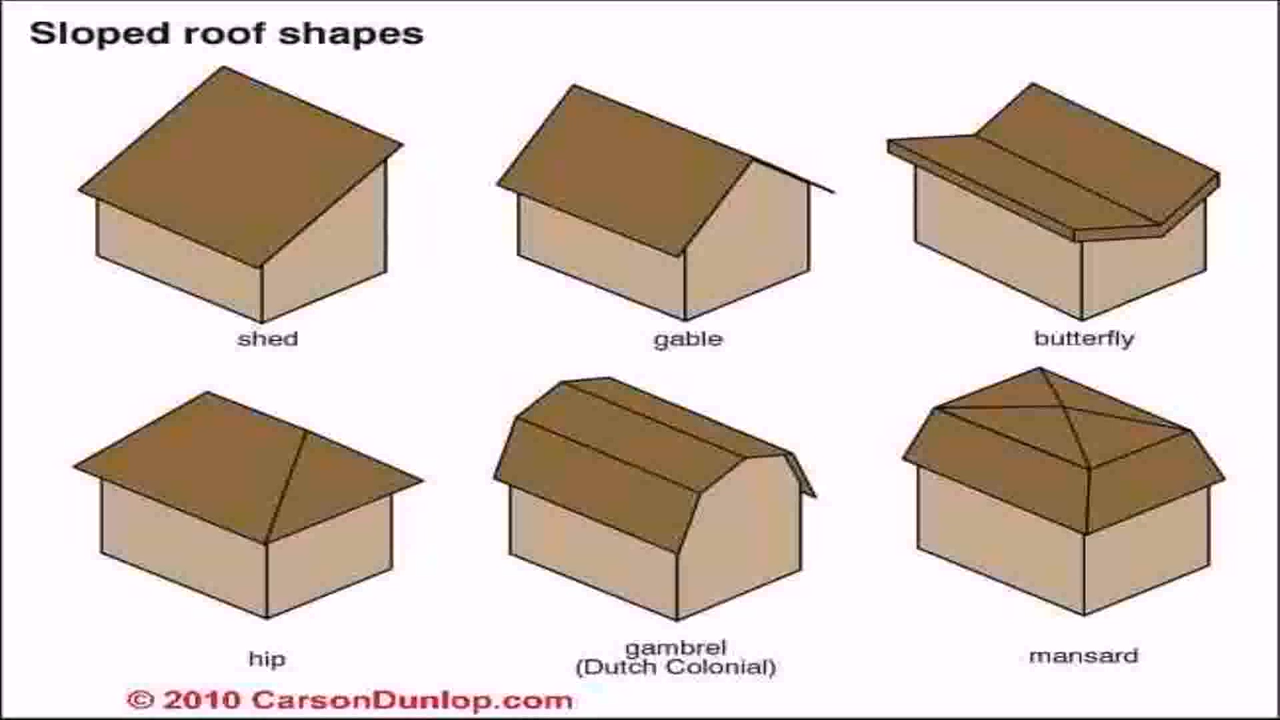 Sloped roof shapes
shed
gable
butterfly
hip
gambrel
(Dutch Colonial)
mansard
© 2010 CarsonDunlop.com